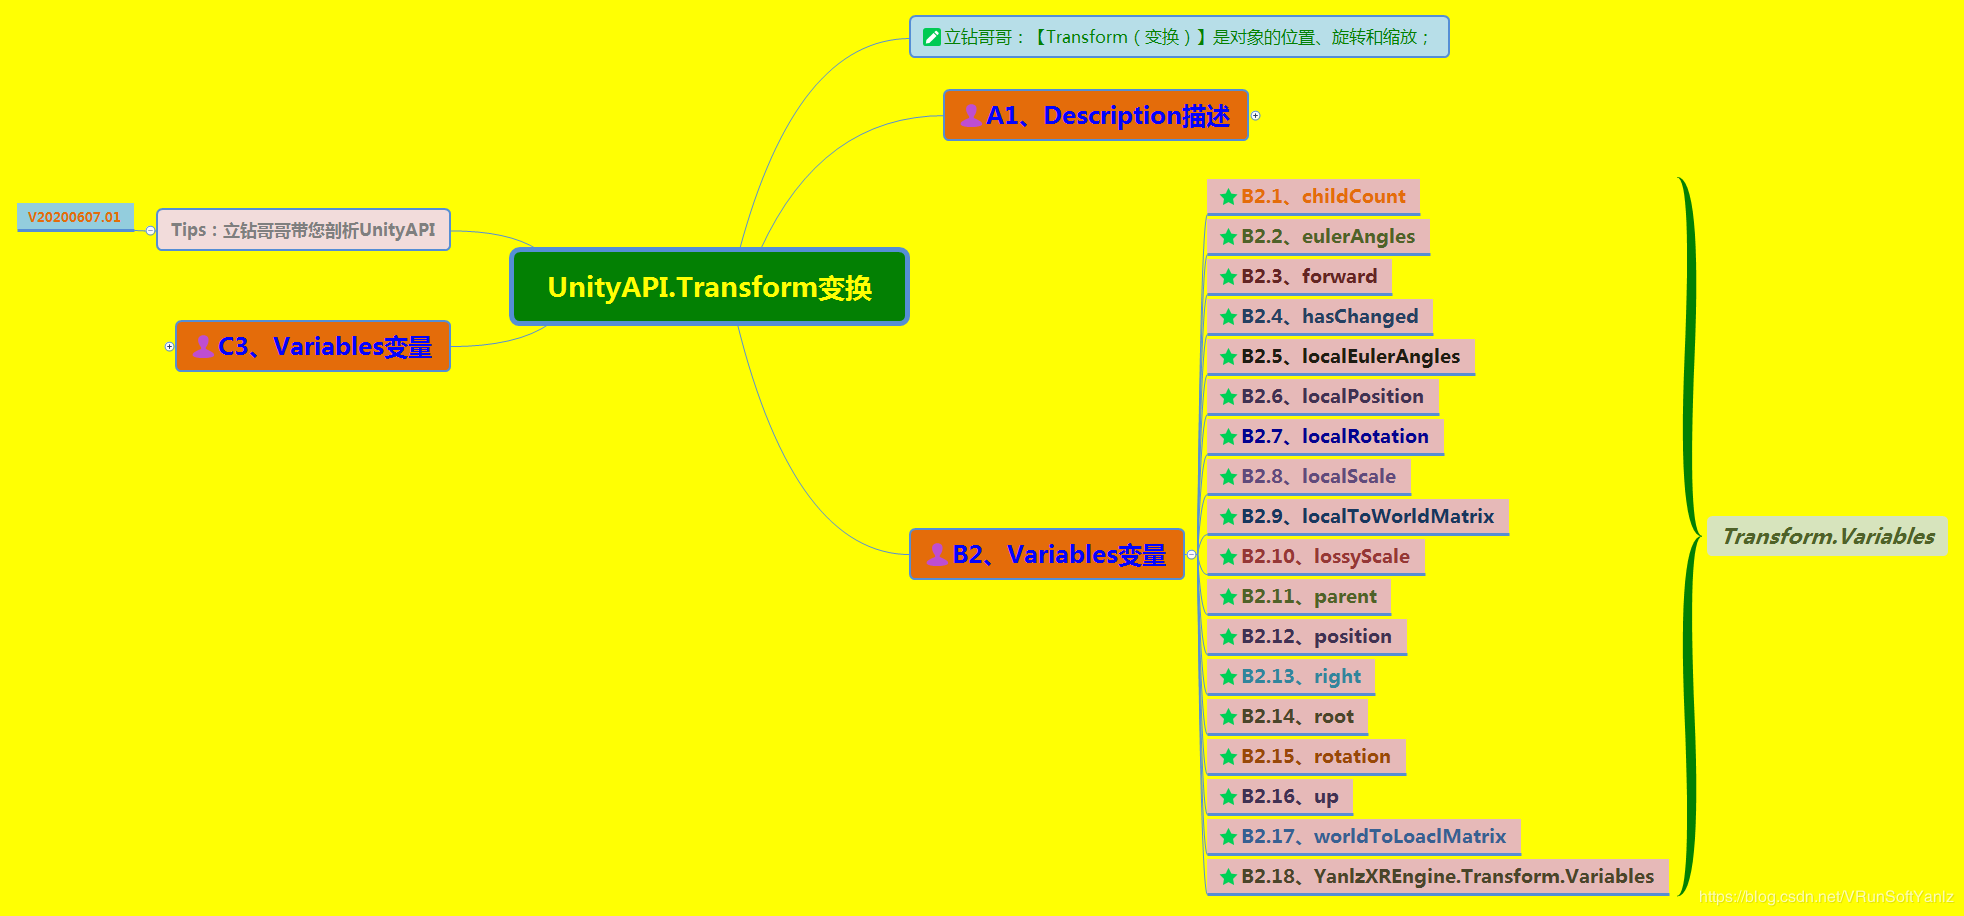 立钻哥哥：【Transform（变换）】是对象的位置、旋转和缩放；
A1、Description描述
V20200607.01
Tips：立钻哥哥带您剖析UnityAPI
UnityAPI.Transform变换
C3、Variables变量
B2、Variables变量
B2.1、childCount
B2.2、eulerAngles
B2.3、forward
B2.4、hasChanged
B2.5、localEulerAngles
B2.6、localPosition
B2.7、localRotation
B2.8、localScale
B2.9、localToWorldMatrix
B2.10、lossyScale
B2.11、parent
B2.12、position
B2.13、right
B2.14、root
B2.15、rotation
B2.16、up
B2.17、worldToLoaclMatrix
B2.18、YanlzXREngine.Transform.Variables
Transform.Variables
https://blog.csdn.net/VRunSoftYanlz